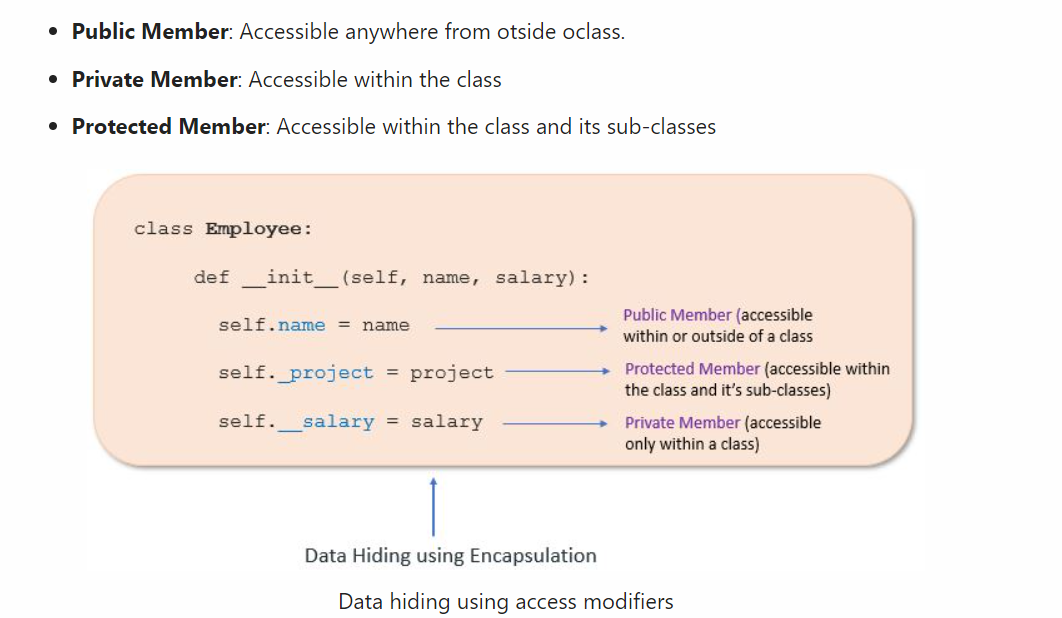 Public Member: Accessible anywhere from otside oclass.
Private Member: Accessible within the class
Protected Member: Accessible within the class and its sub-classes
class Employee:
def __init__(self, name, salary):
self.name = name
Public Member (accessible
within or outside of a class
self._project = project
Protected Member (accessible within
the class and it's sub-classes)
self.__salary = salary
Private Member (accessible
only within a class)
Data Hiding using Encapsulation
Data hiding using access modifiers